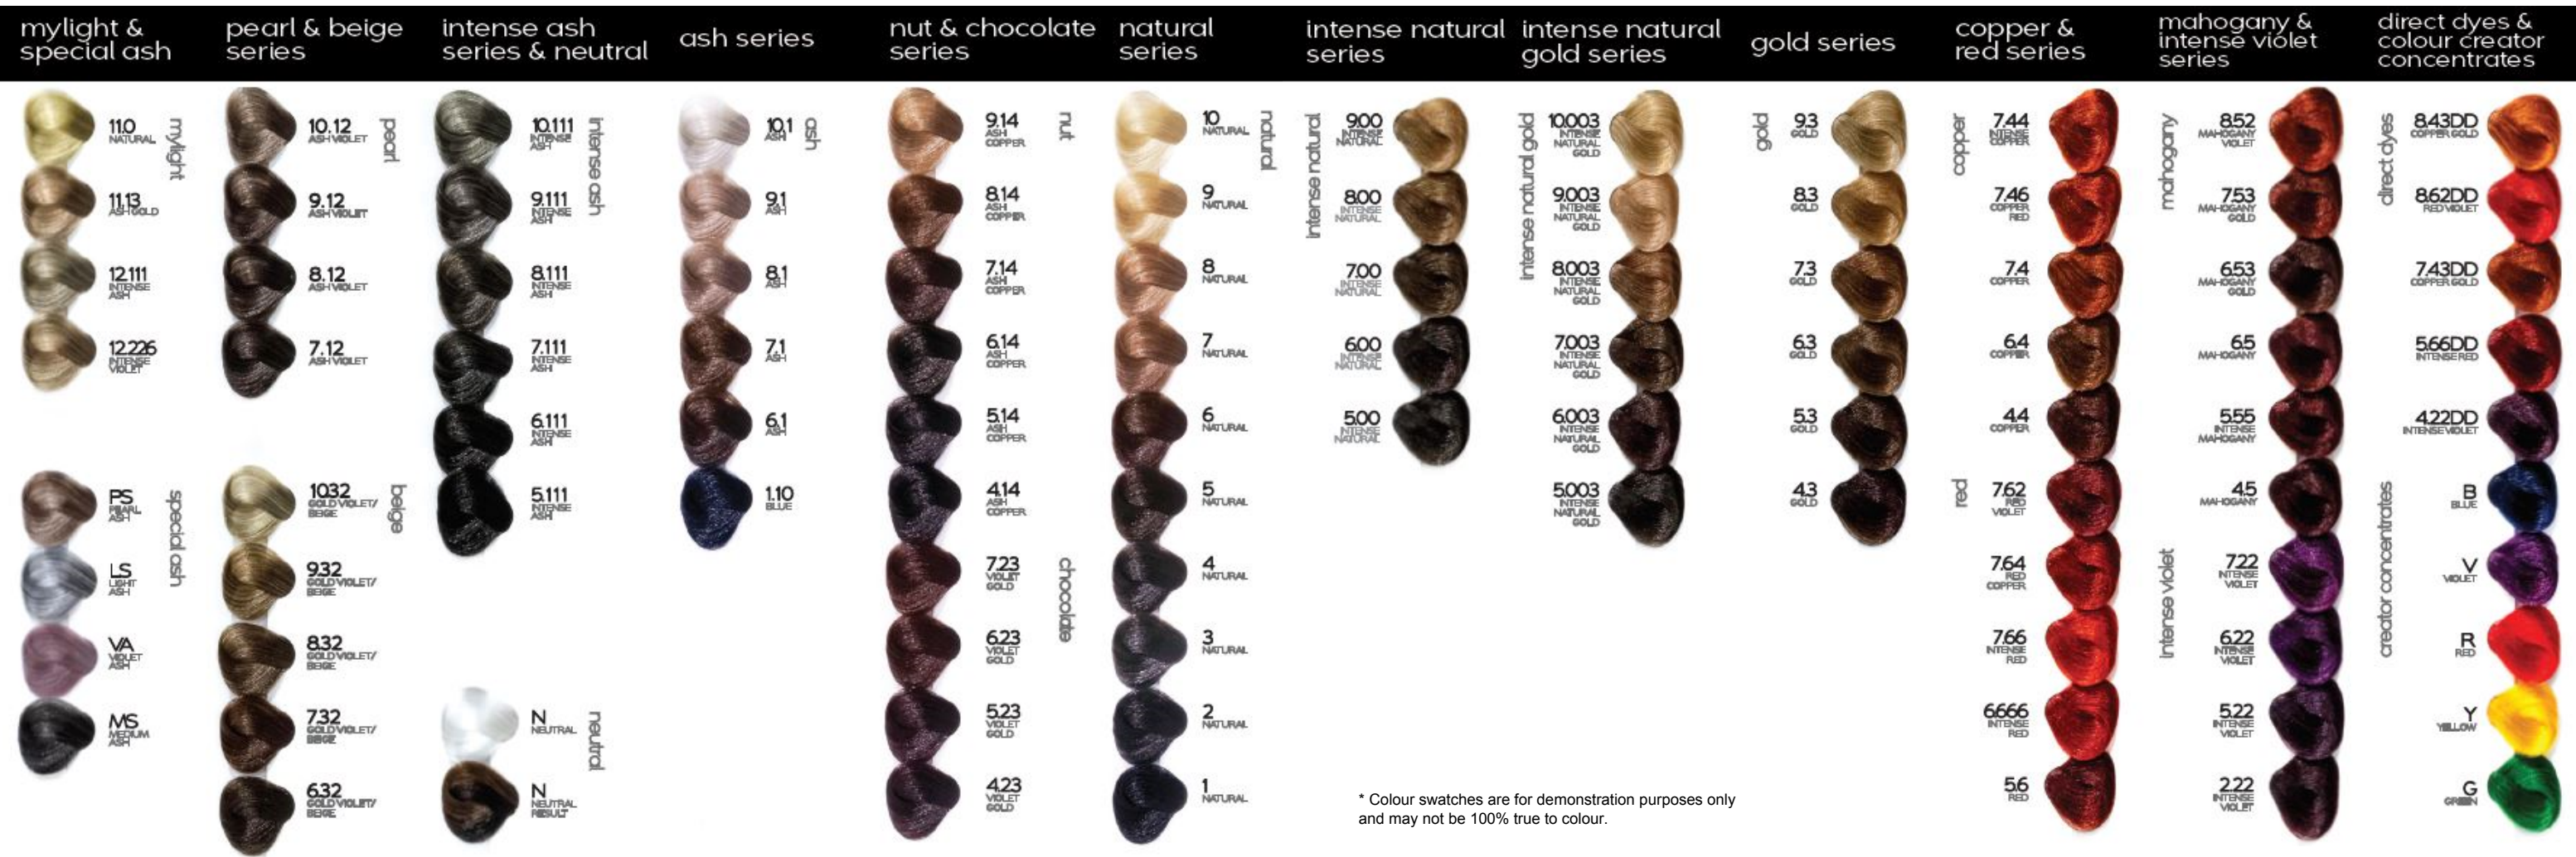 mylight &
special ash
pearl & beige
series
intense ash
series & neutral
ash series
nut & chocolate
series
natural
series
intense natural
series
intense natural
gold series
gold series
copper &
red series
mahogany &
intense violet
series
direct dyes &
colour creator
concentrates
mylight
11.0
NATURAL
11.13
ASH GOLD
12.111
INTENSE
ASH
12.226
INTENSE
VIOLET
special ash
PS
PEARL
ASH
LS
LIGHT
ASH
VA
VIOLET
ASH
MS
MEDIUM
ASH
pearl
10.12
ASH VIOLET
9.12
ASH VIOLET
8.12
ASH VIOLET
7.12
ASH VIOLET
beige
10.32
GOLD VIOLET/
BEIGE
9.32
GOLD VIOLET/
BEIGE
8.32
GOLD VIOLET/
BEIGE
7.32
GOLD VIOLET/
BEIGE
6.32
GOLD VIOLET/
BEIGE
intense ash
10.111
INTENSE
ASH
9.111
INTENSE
ASH
8.111
INTENSE
ASH
7.111
INTENSE
ASH
6.111
INTENSE
ASH
5.111
INTENSE
ASH
neutral
N
NEUTRAL
N
NEUTRAL
RESULT
ash
10.1
ASH
9.1
ASH
8.1
ASH
7.1
ASH
6.1
ASH
1.10
BLUE
nut
9.14
ASH
COPPER
8.14
ASH
COPPER
7.14
ASH
COPPER
6.14
ASH
COPPER
5.14
ASH
COPPER
4.14
ASH
COPPER
chocolate
7.23
VIOLET
GOLD
6.23
VIOLET
GOLD
5.23
VIOLET
GOLD
4.23
VIOLET
GOLD
natural
10
NATURAL
9
NATURAL
8
NATURAL
7
NATURAL
6
NATURAL
5
NATURAL
4
NATURAL
3
NATURAL
2
NATURAL
1
NATURAL
intense natural
9.00
INTENSE
NATURAL
8.00
INTENSE
NATURAL
7.00
INTENSE
NATURAL
6.00
INTENSE
NATURAL
5.00
INTENSE
NATURAL
intense natural gold
10.003
INTENSE
NATURAL
GOLD
9.003
INTENSE
NATURAL
GOLD
8.003
INTENSE
NATURAL
GOLD
7.003
INTENSE
NATURAL
GOLD
6.003
INTENSE
NATURAL
GOLD
5.003
INTENSE
NATURAL
GOLD
gold
9.3
GOLD
8.3
GOLD
7.3
GOLD
6.3
GOLD
5.3
GOLD
4.3
GOLD
copper
7.44
INTENSE
COPPER
7.46
COPPER
RED
7.4
COPPER
6.4
COPPER
4.4
COPPER
red
7.62
RED
VIOLET
7.64
RED
COPPER
7.66
INTENSE
RED
6.666
INTENSE
RED
5.6
RED
mahogany
8.52
MAHOGANY
VIOLET
7.53
MAHOGANY
GOLD
6.53
MAHOGANY
GOLD
6.5
MAHOGANY
5.55
INTENSE
MAHOGANY
4.5
MAHOGANY
intense violet
7.22
INTENSE
VIOLET
6.22
INTENSE
VIOLET
5.22
INTENSE
VIOLET
2.22
INTENSE
VIOLET
direct dyes
8.43DD
COPPER GOLD
8.62DD
RED VIOLET
7.43DD
COPPER GOLD
5.66DD
INTENSE RED
4.22DD
INTENSE VIOLET
creator concentrates
B
BLUE
V
VIOLET
R
RED
Y
YELLOW
G
GREEN
* Colour swatches are for demonstration purposes only
and may not be 100% true to colour.